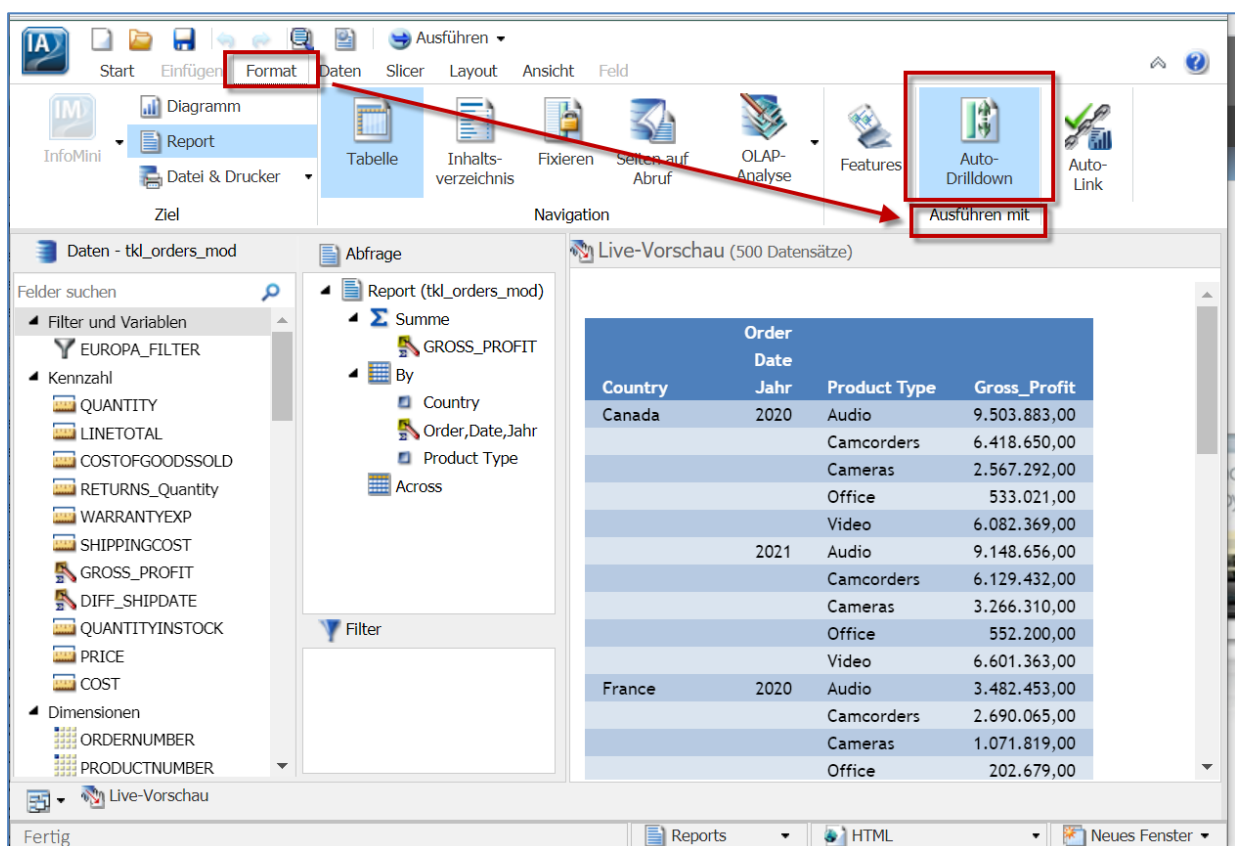 IA
Ausführen
Start Einfügen Format Daten Slicer Layout Ansicht Feld
IM
InfoMini
Diagramm
Report
Datei & Drucker
Ziel
Tabelle
Inhalts-
verzeichnis
Fixieren
Seiten auf
Abruf
OLAP-
Analyse
Navigation
Features
Auto-
Drilldown
Auto-
Link
Ausführen mit
Daten - tkl_orders_mod
Felder suchen
Filter und Variablen
EUROPA_FILTER
Kennzahl
QUANTITY
LINETOTAL
COSTOFGOODSSOLD
RETURNS_Quantity
WARRANTYEXP
SHIPPINGCOST
GROSS_PROFIT
DIFF_SHIPDATE
QUANTITYINSTOCK
PRICE
COST
Dimensionen
ORDERNUMBER
PRODUCTNUMBER
Abfrage
Report (tkl_orders_mod)
Summe
GROSS_PROFIT
By
Country
Order,Date,Jahr
Product Type
Across
Filter
Live-Vorschau (500 Datensätze)
Order
Date
Country Jahr Product Type Gross_Profit
Canada 2020 Audio 9.503.883,00
Camcorders 6.418.650,00
Cameras 2.567.292,00
Office 533.021,00
Video 6.082.369,00
2021 Audio 9.148.656,00
Camcorders 6.129.432,00
Cameras 3.266.310,00
Office 552.200,00
Video 6.601.363,00
France 2020 Audio 3.482.453,00
Camcorders 2.690.065,00
Cameras 1.071.819,00
Office 202.679,00
Live-Vorschau
Fertig Reports HTML Neues Fenster